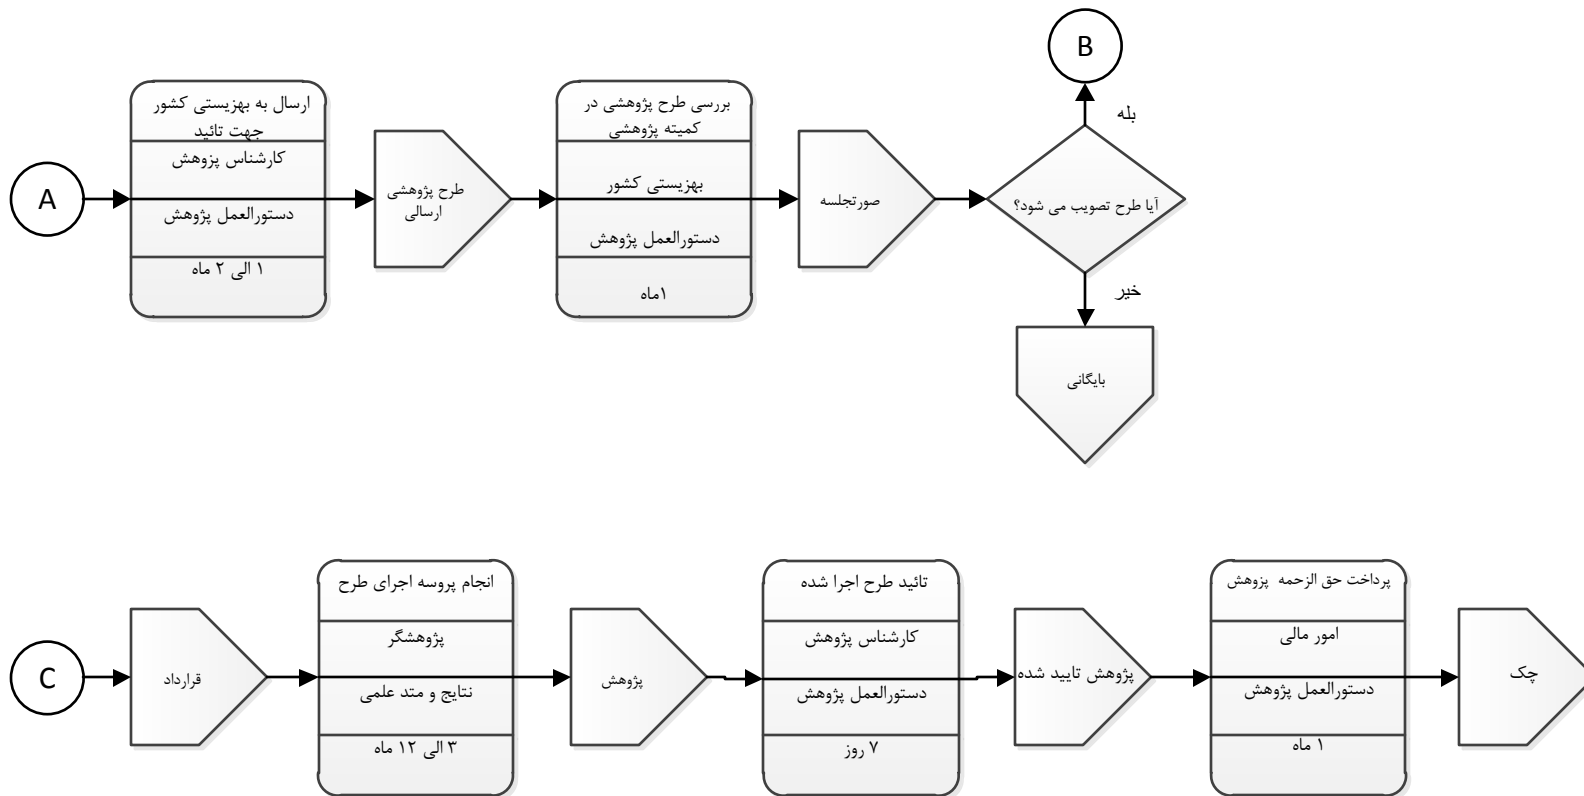 A
ارسال به بهزیستی کشور
جهت تائید
کارشناس پزوهش
دستورالعمل پژوهش
۱ الی ۲ ماه
طرح پژوهشی
ارسالی
بررسی طرح پژوهشی در
کمیته پژوهشی
بهزیستی کشور
دستورالعمل پژوهش
۱ماه
صورتجلسه
آیا طرح تصویب می شود؟
بله
B
خیر
بایگانی
C
قرارداد
انجام پروسه اجرای طرح
پژوهشگر
نتایج و متد علمی
۳ الی ۱۲ ماه
پژوهش
تائید طرح اجرا شده
کارشناس پژوهش
دستورالعمل پژوهش
۷ روز
پژوهش تایید شده
پرداخت حق الزحمه پزوهش
امور مالی
دستورالعمل پژوهش
۱ ماه
چک